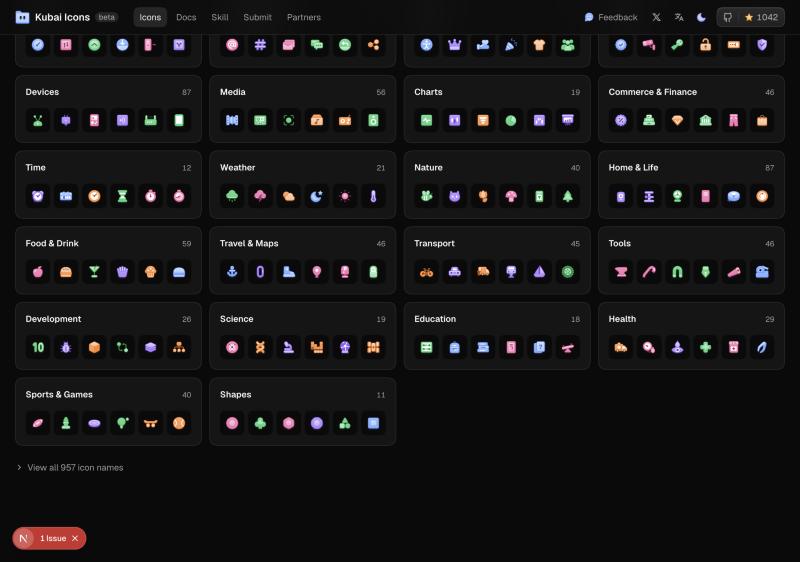 Kubai Icons beta Icons Docs Skill Submit Partners Feedback 1042
Devices 87 Media 56 Charts 19 Commerce & Finance 46
Time 12 Weather 21 Nature 40 Home & Life 87
Food & Drink 59 Travel & Maps 46 Transport 45 Tools 46
Development 26 Science 19 Education 18 Health 29
10
Sports & Games 40 Shapes 11
View all 957 icon names
N 1 Issue